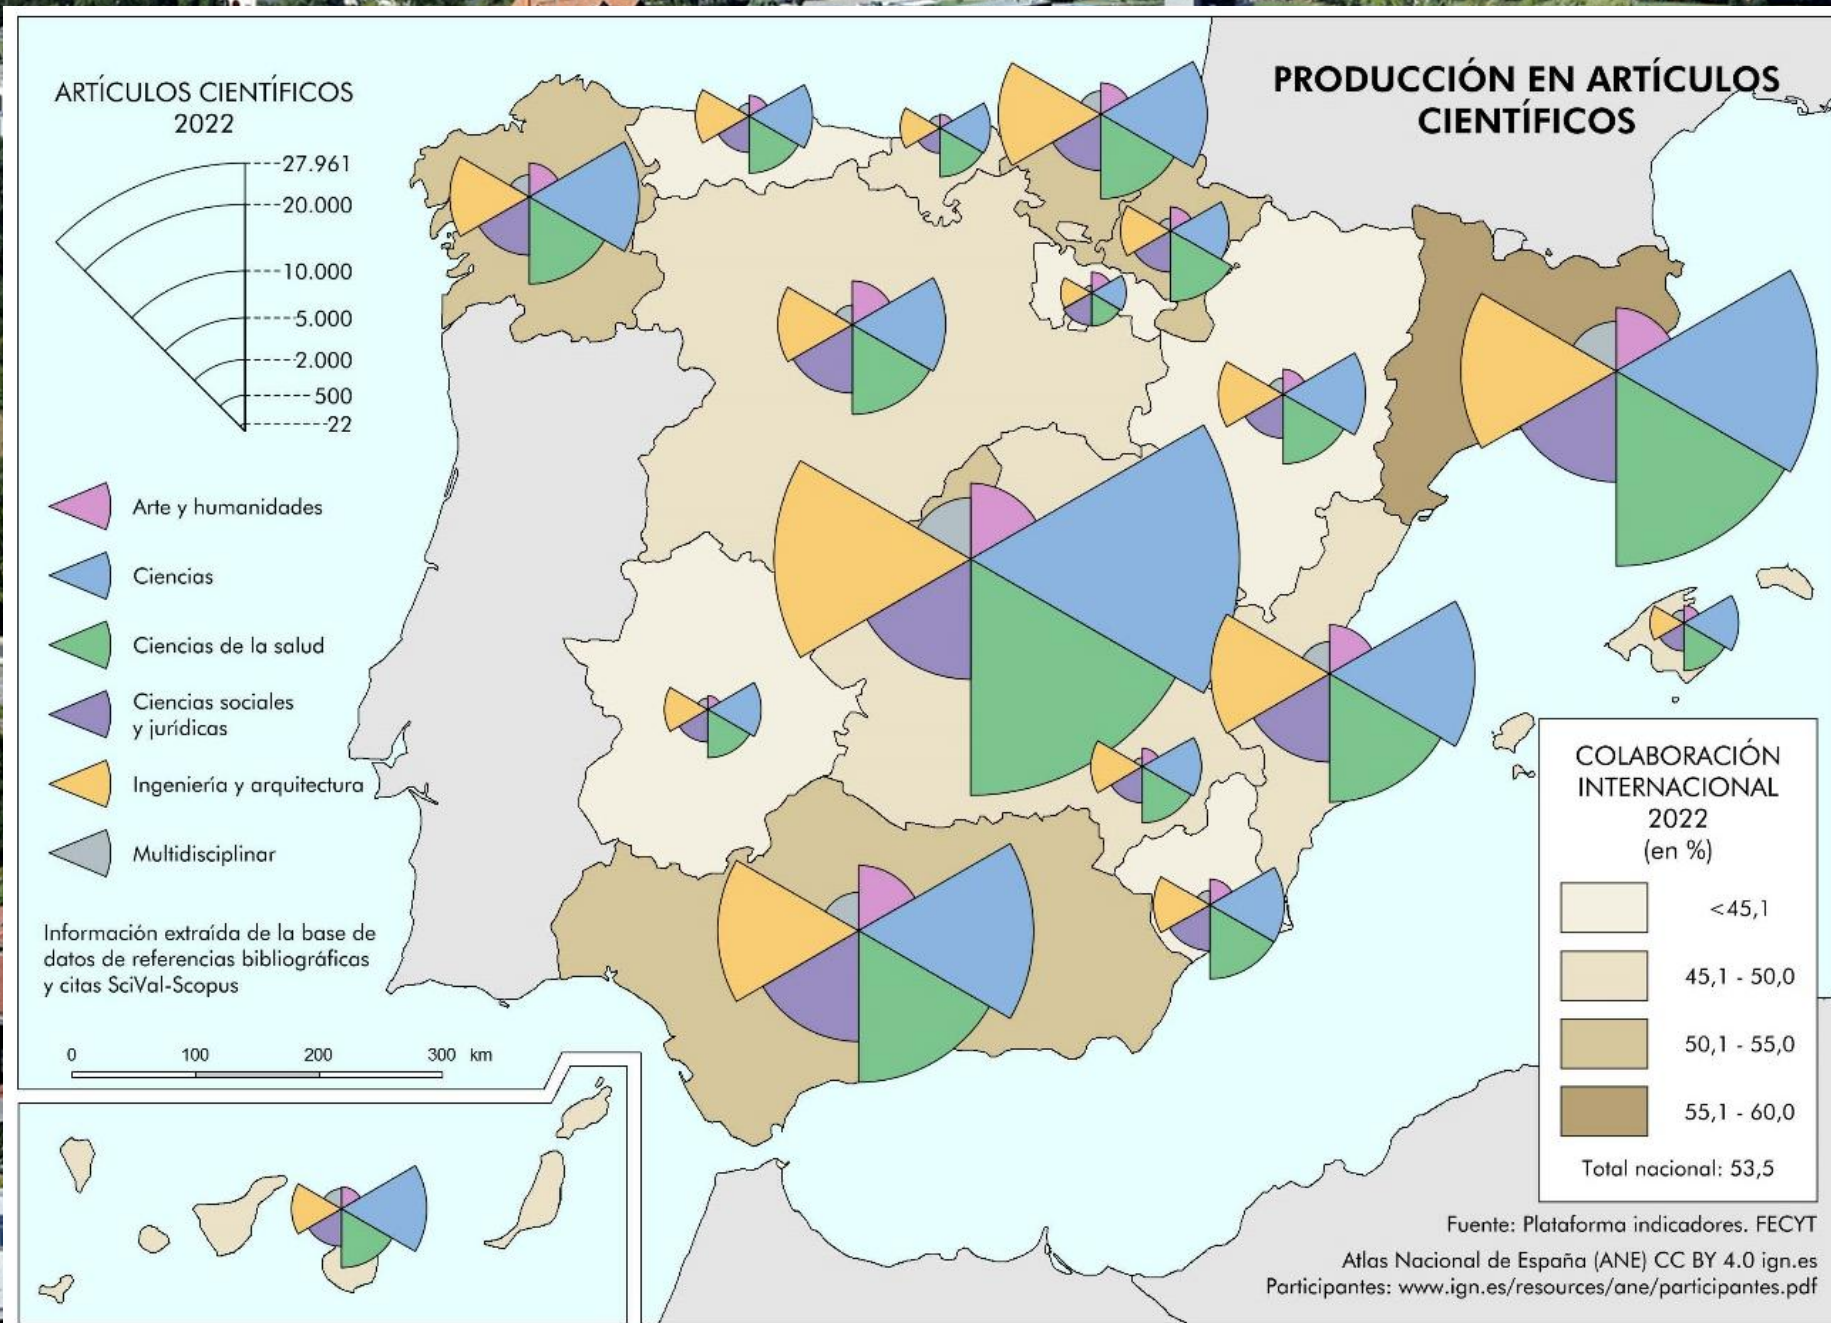 PRODUCCIÓN EN ARTÍCULOS
CIENTÍFICOS
ARTÍCULOS CIENTÍFICOS
2022
27.961
20.000
10.000
5.000
2.000
500
22
Arte y humanidades
Ciencias
Ciencias de la salud
Ciencias sociales
y jurídicas
Ingeniería y arquitectura
Multidisciplinar
Información extraída de la base de
datos de referencias bibliográficas
y citas SciVal-Scopus
0 100 200 300 km
COLABORACIÓN
INTERNACIONAL
2022
(en %)
<45,1
45,1 - 50,0
50,1 - 55,0
55,1 - 60,0
Total nacional: 53,5
Fuente: Plataforma indicadores. FECYT
Atlas Nacional de España (ANE) CC BY 4.0 ign.es
Participantes: www.ign.es/resources/ane/participantes.pdf